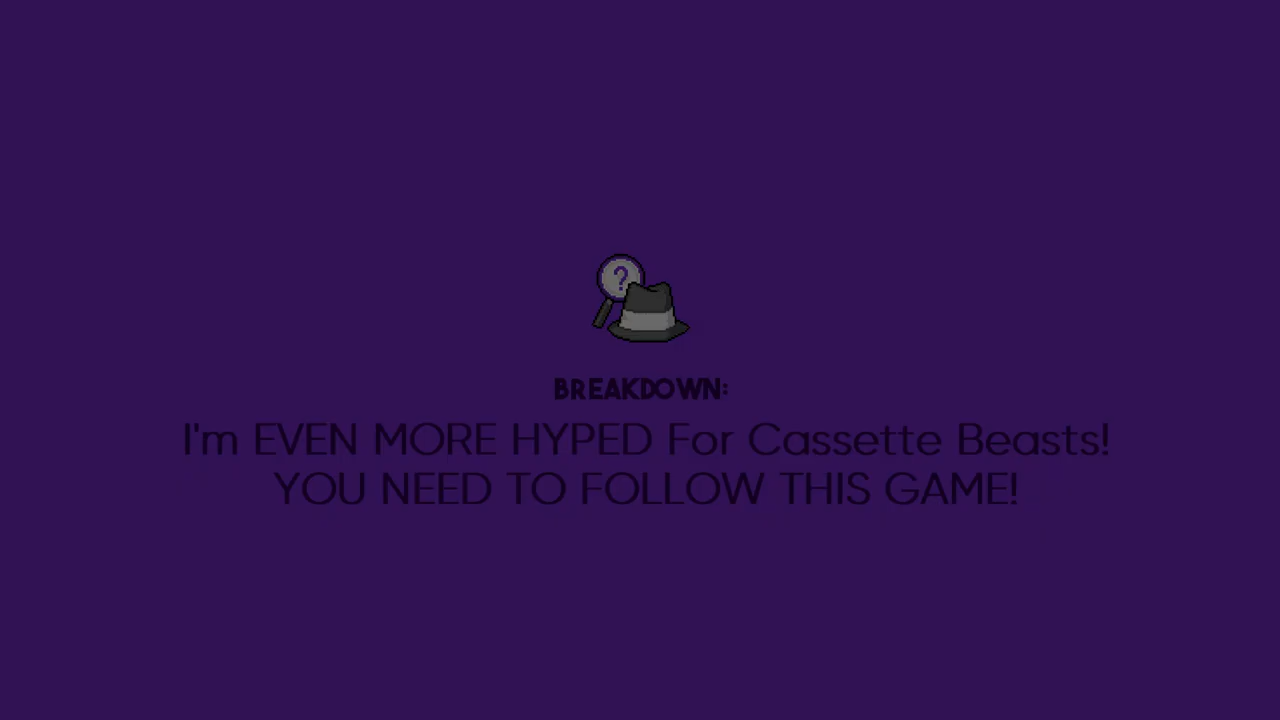 ?
BREAKDOWN:
I'm EVEN MORE HYPED For Cassette Beasts!
YOU NEED TO FOLLOW THIS GAME!